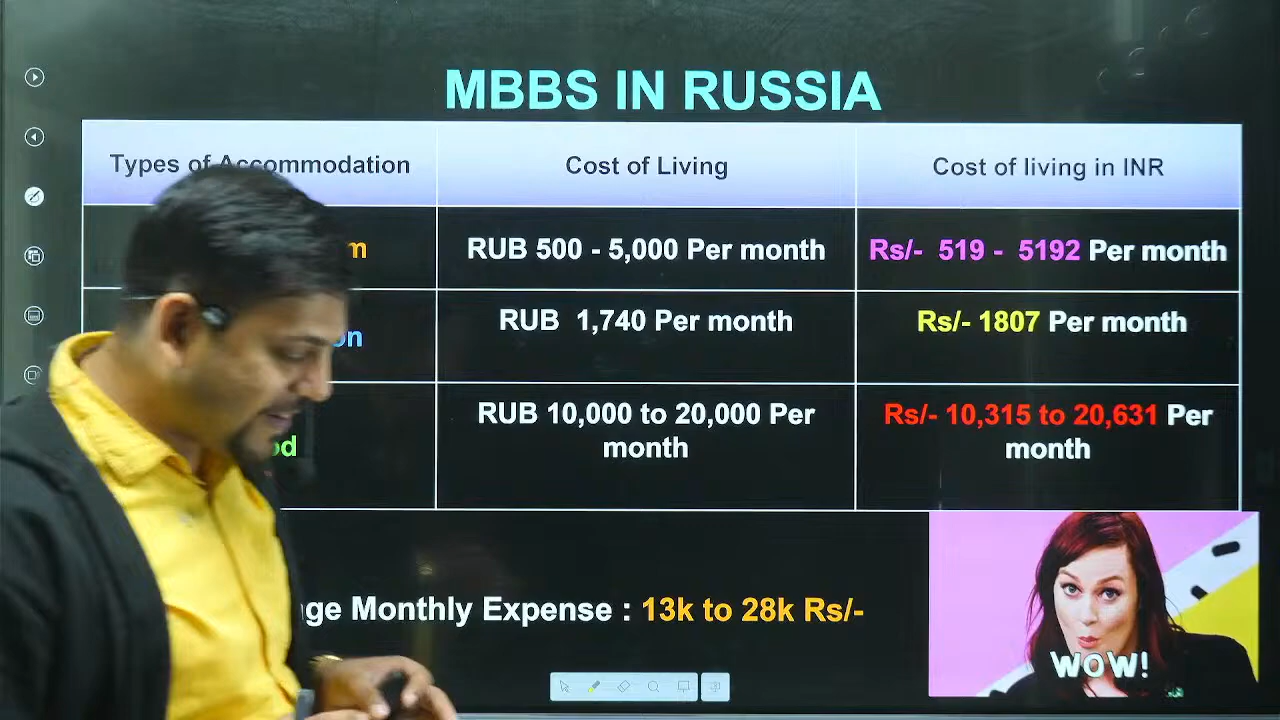 MBBS IN RUSSIA
Types of Accommodation
Cost of Living
Cost of living in INR
RUB 500 - 5,000 Per month
Rs/- 519 - 5192 Per month
RUB 1,740 Per month
Rs/- 1807 Per month
RUB 10,000 to 20,000 Per
month
Rs/- 10,315 to 20,631 Per
month
Monthly Expense : 13k to 28k Rs/-
WOW!